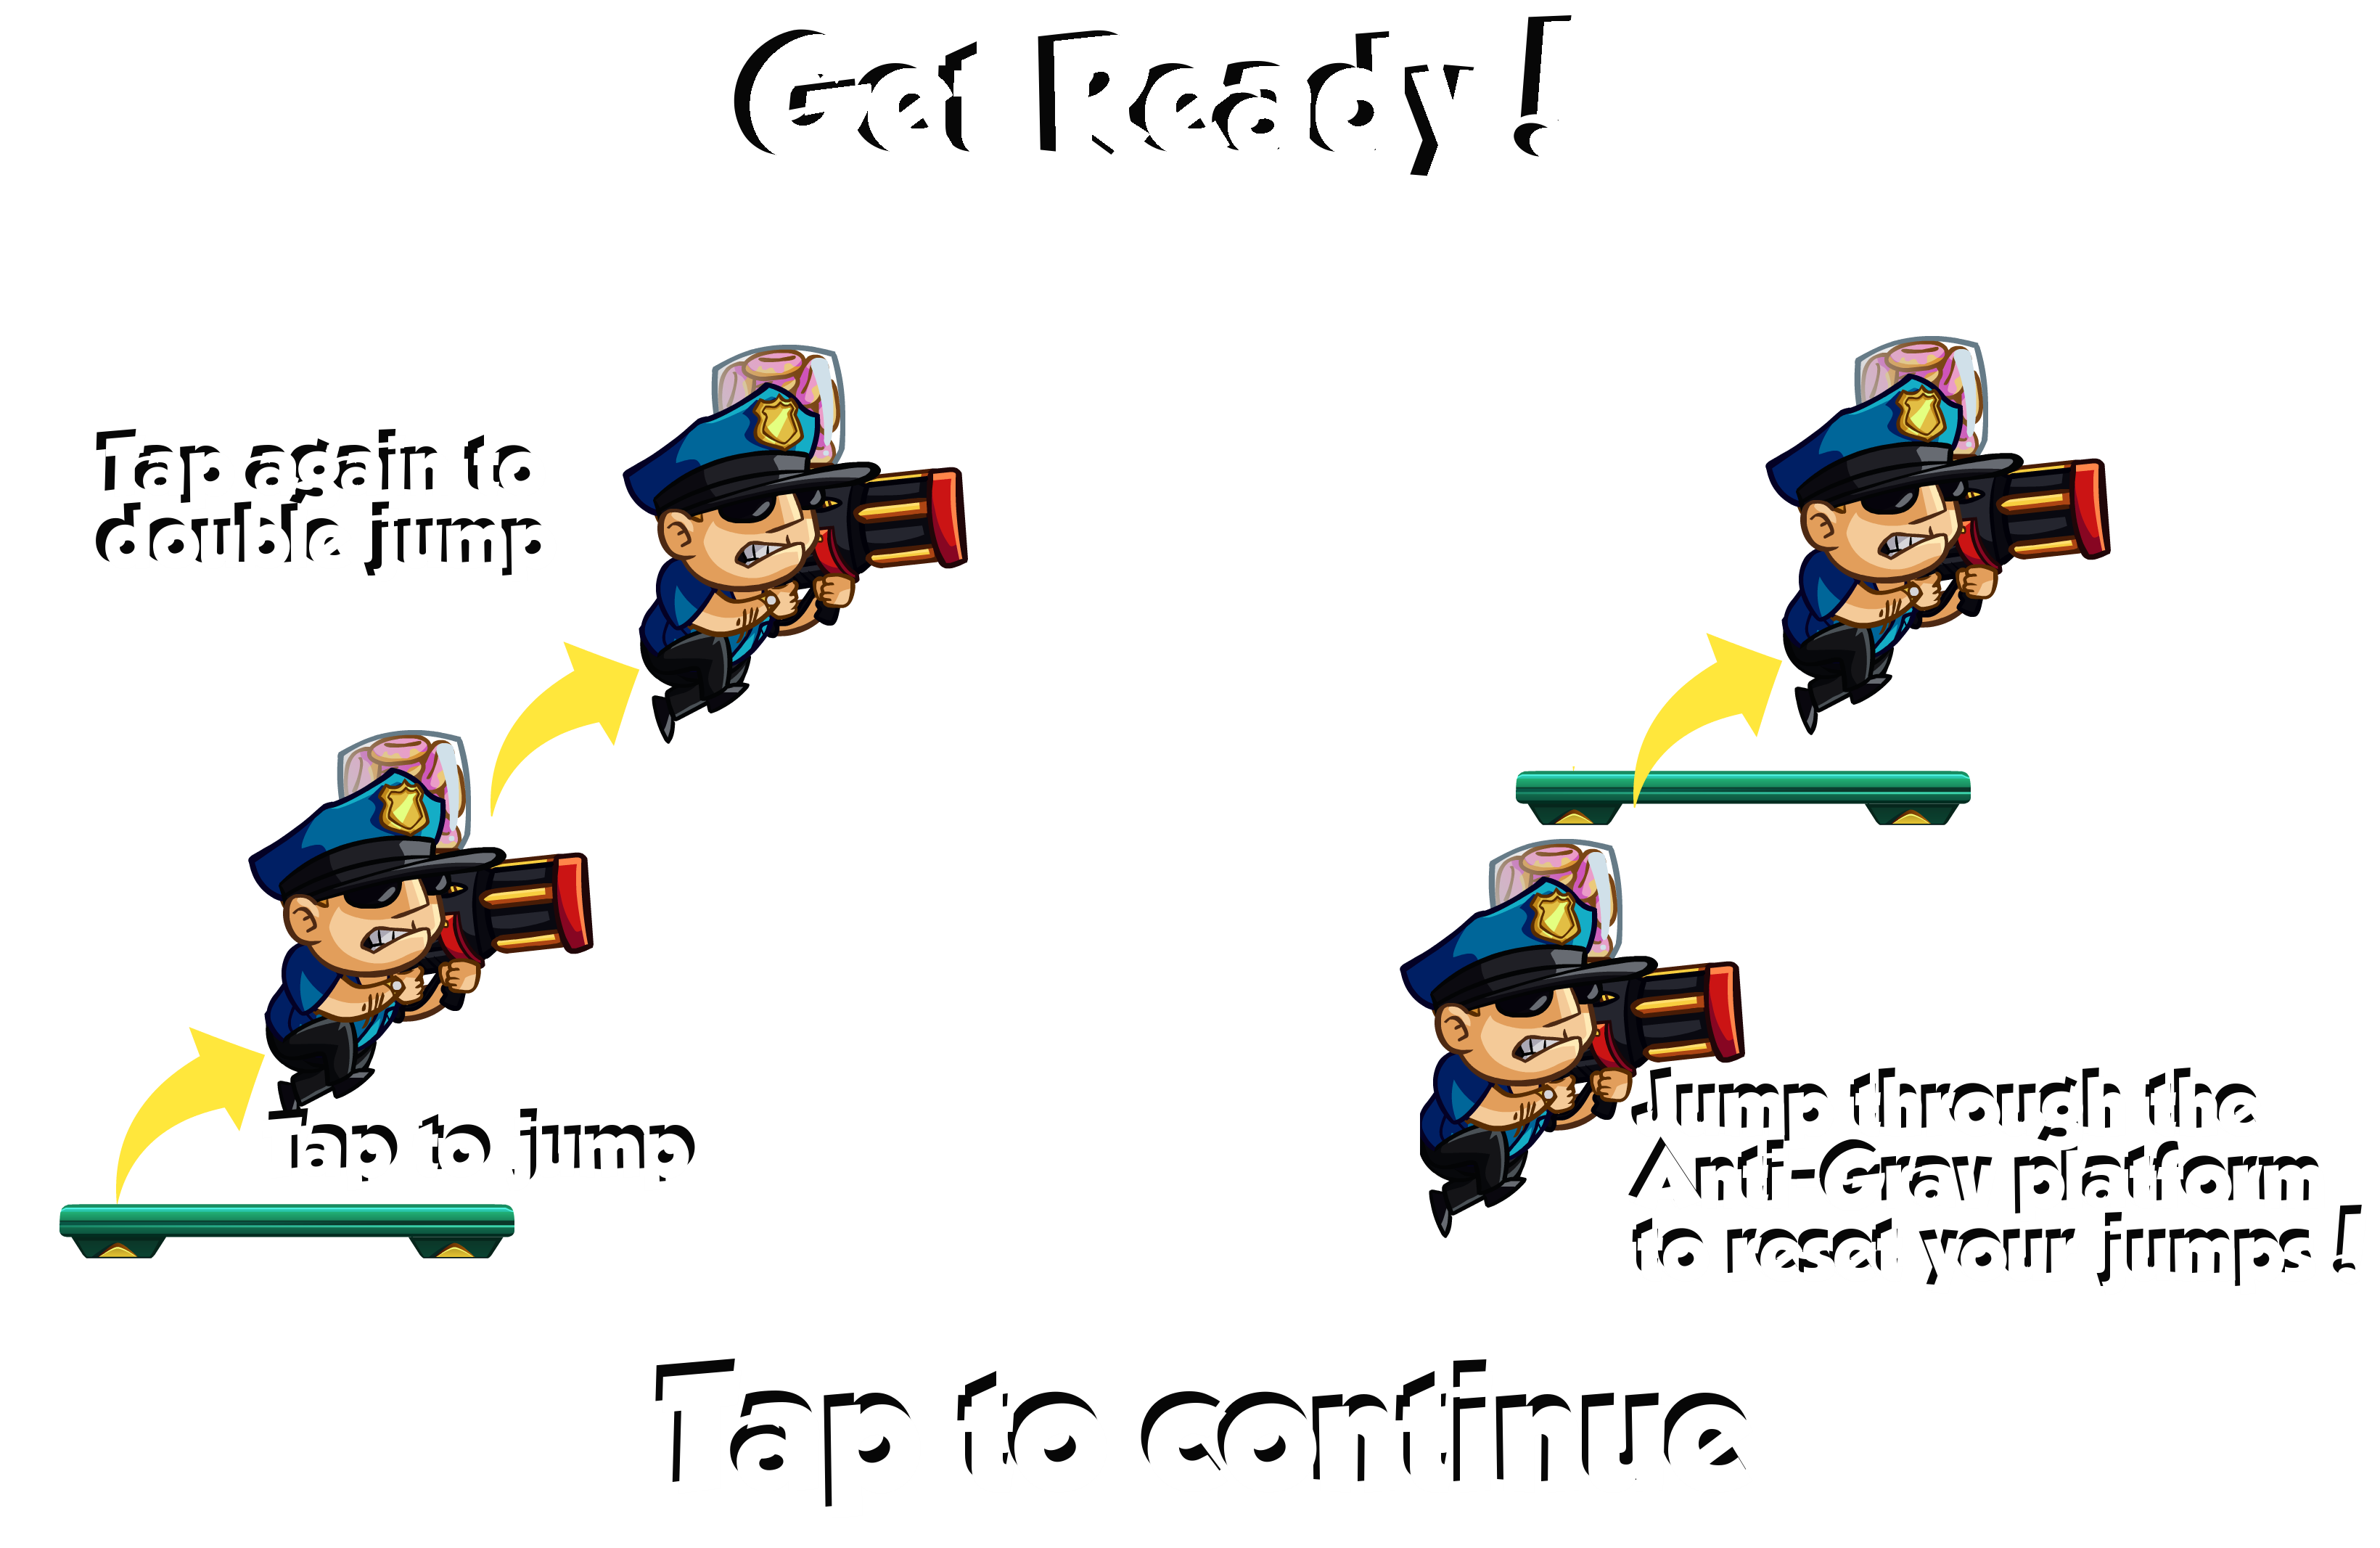 Get Ready !
Tap again to
double jump
Tap to jump
Jump through the
Anti-Grav platform
to reset your jumps !
Tap to continue